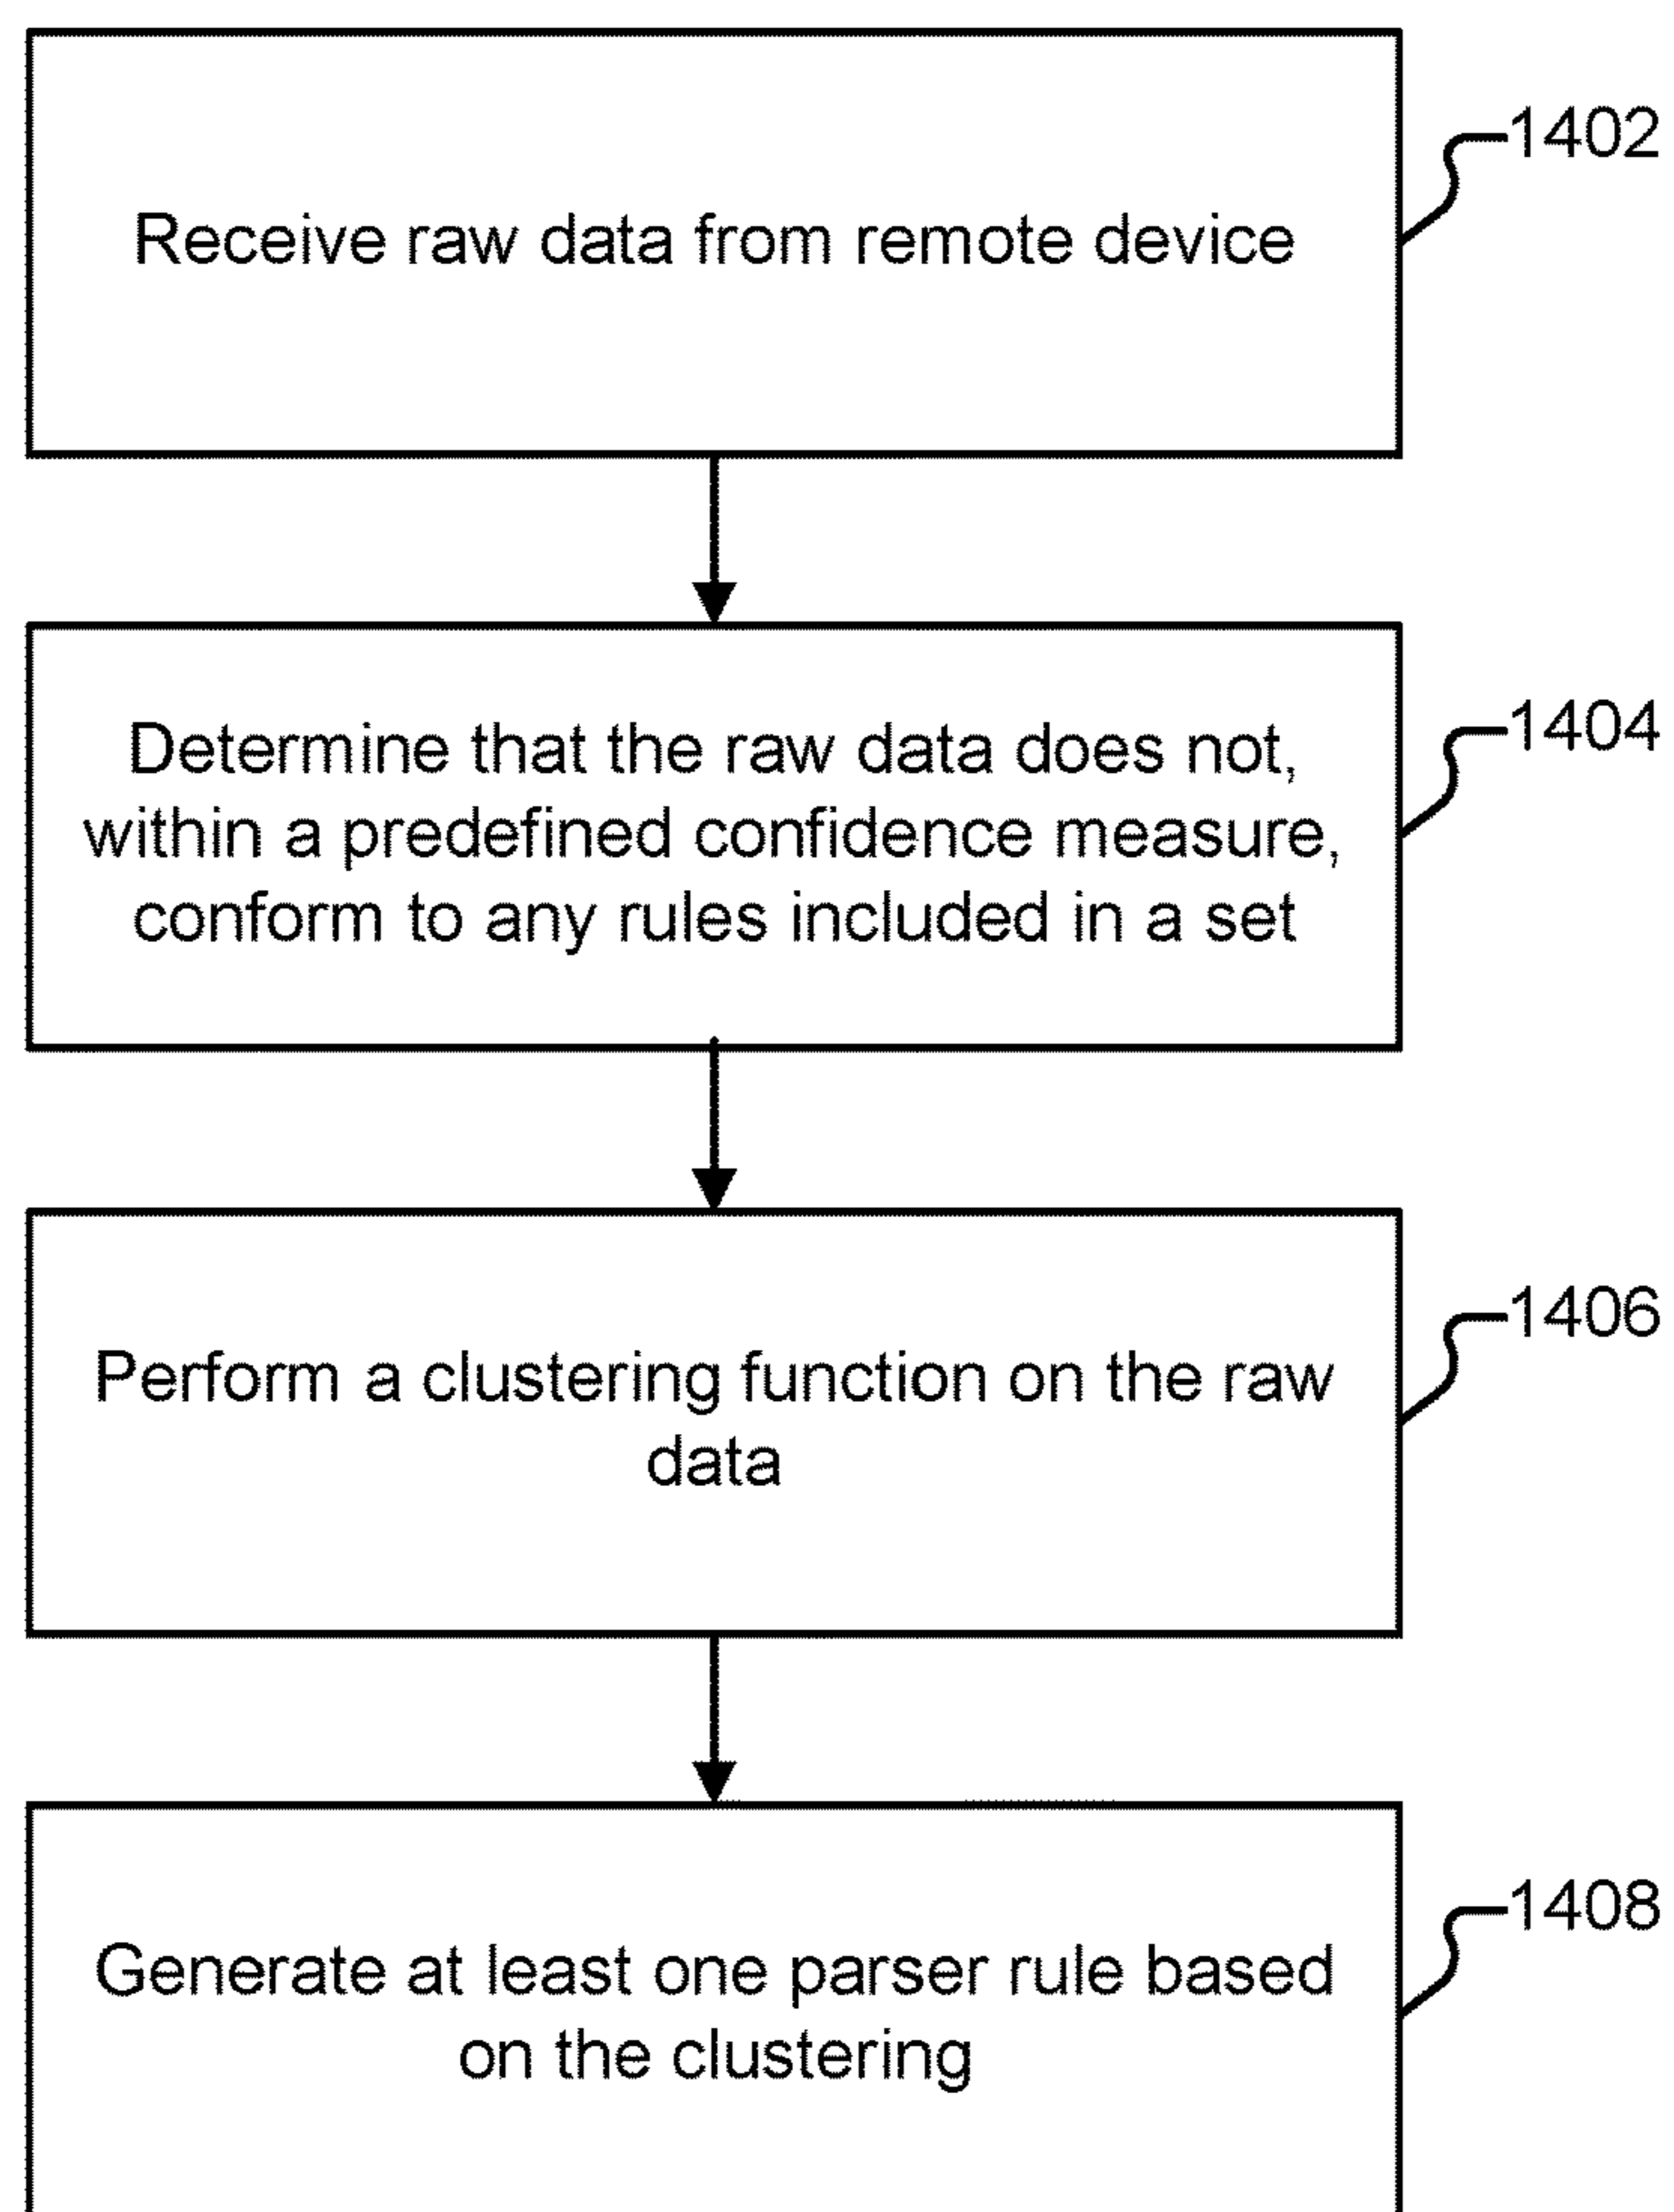 Receive raw data from remote device
1402
Determine that the raw data does not,
within a predefined confidence measure,
conform to any rules included in a set
1404
Perform a clustering function on the raw
data
1406
Generate at least one parser rule based
on the clustering
1408